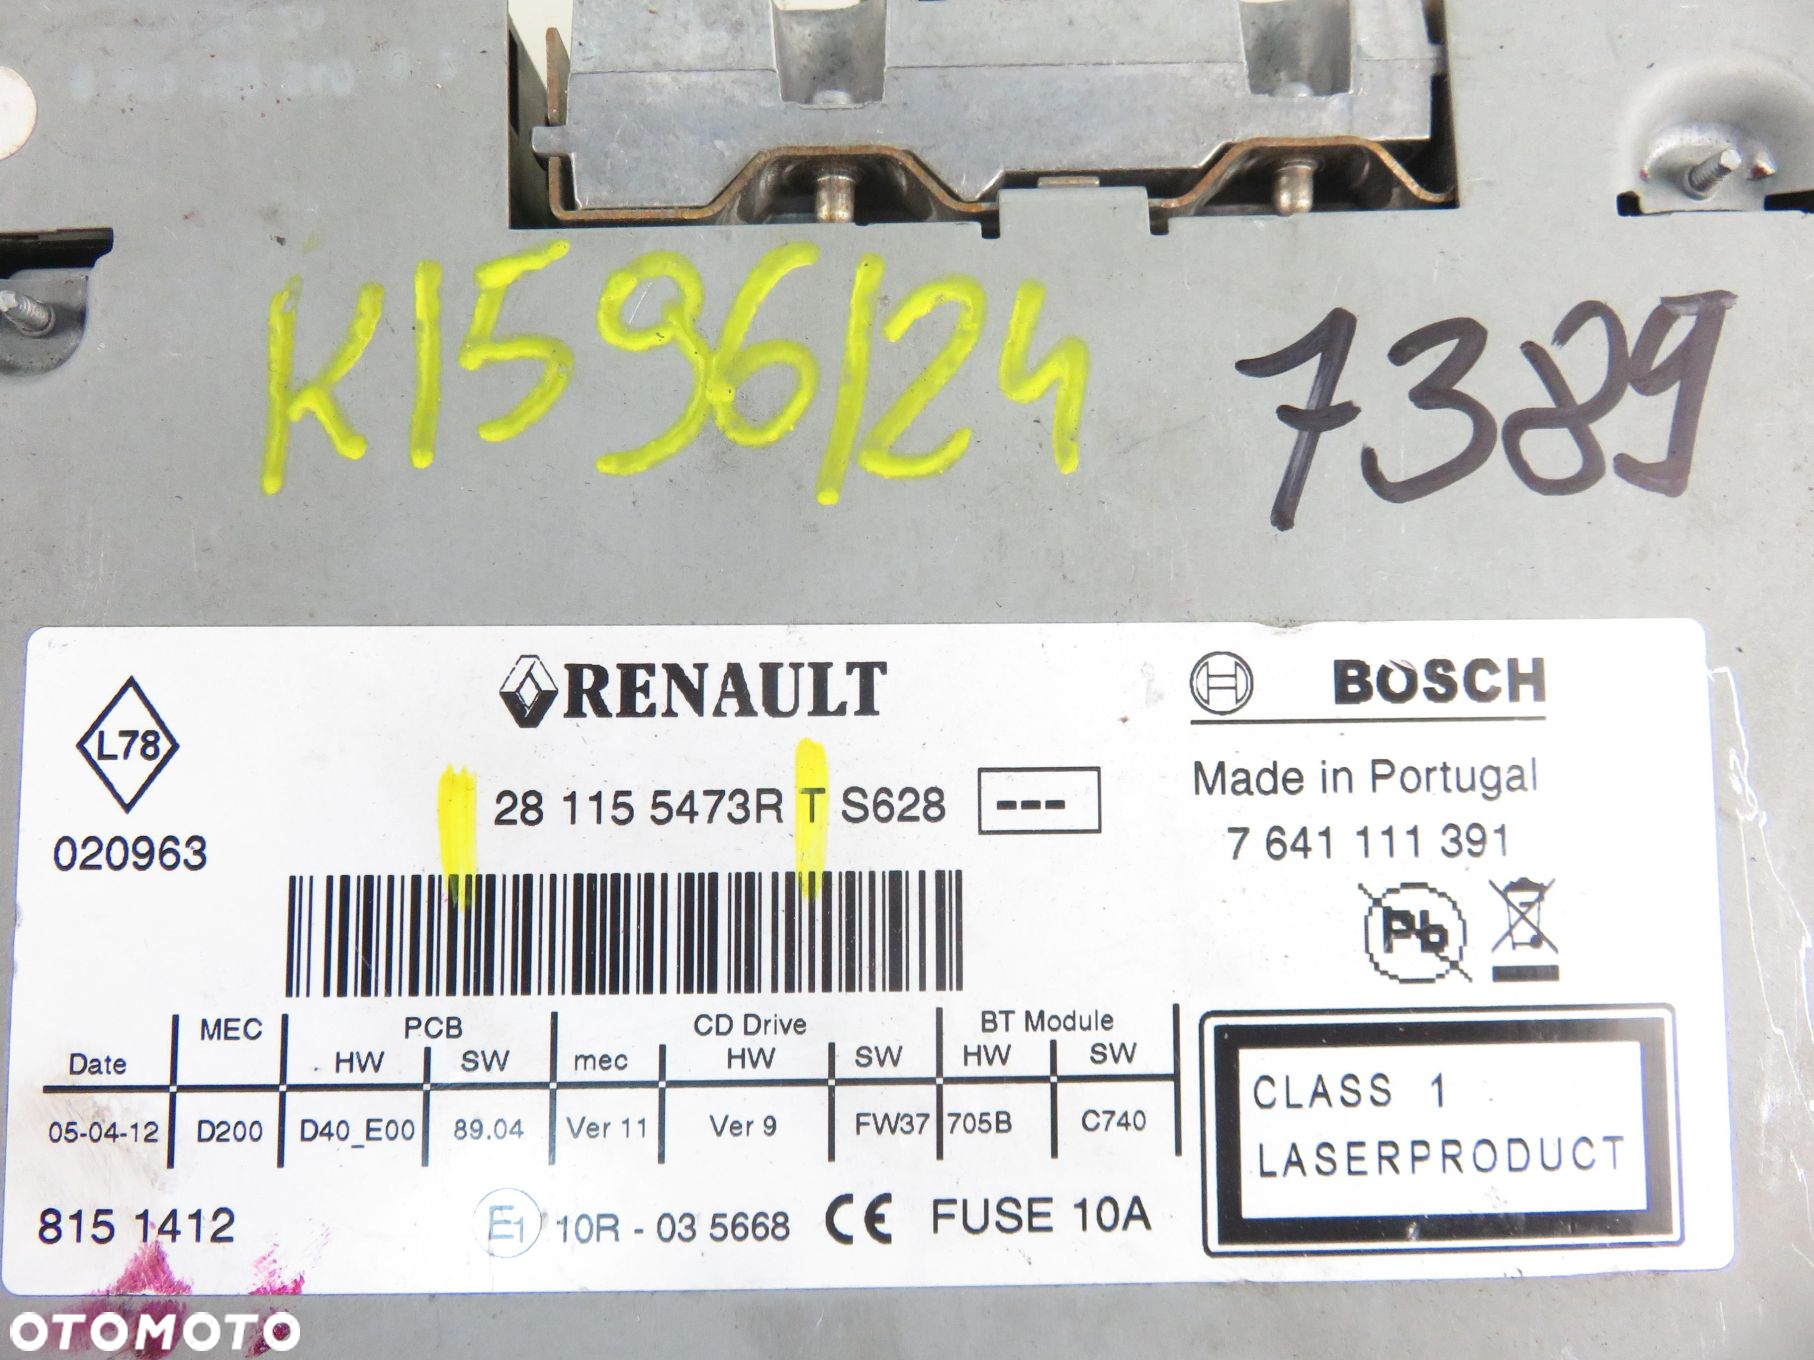 K1596/24
7389
RENAULT
BOSCH
L78
28 115 5473R T S628
---
Made in Portugal
020963
7 641 111 391
Pb
MEC PCB CD Drive BT Module
Date HW SW mec HW SW HW SW
05-04-12 D200 D40_E00 89.04 Ver 11 Ver 9 FW37 705B C740
CLASS 1
LASERPRODUCT
815 1412
E1 10R - 03 5668 CE FUSE 10A
OTOMOTO